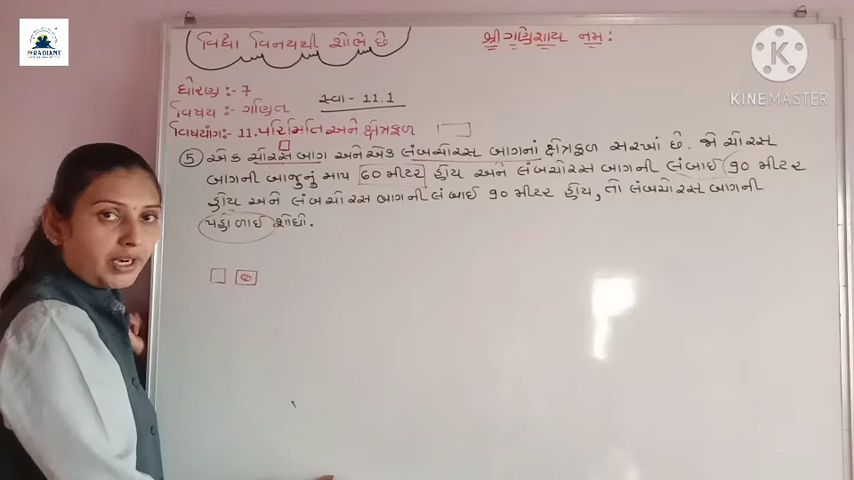 વિદ્યા વિનયથી શોભે છે
શ્રી ગણેશાય નમઃ
ધોરણ :- 7
વિષય :- ગણિત
સ્વા - 11.1
વિષયાંગ:- 11. પરિમિતિ અને ક્ષેત્રફળ
5 એક ચોરસ બાગ અને એક લંબચોરસ બાગનાં ક્ષેત્રફળ સરખાં છે. જો ચોરસ
બાગની બાજુનું માપ 60 મીટર હોય અને લંબચોરસ બાગની લંબાઈ 90 મીટર
હોય અને લંબચોરસ બાગની લંબાઈ 90 મીટર હોય, તો લંબચોરસ બાગની
પહોળાઈ શોધો.
THE RADIANT
K
KINEMASTER